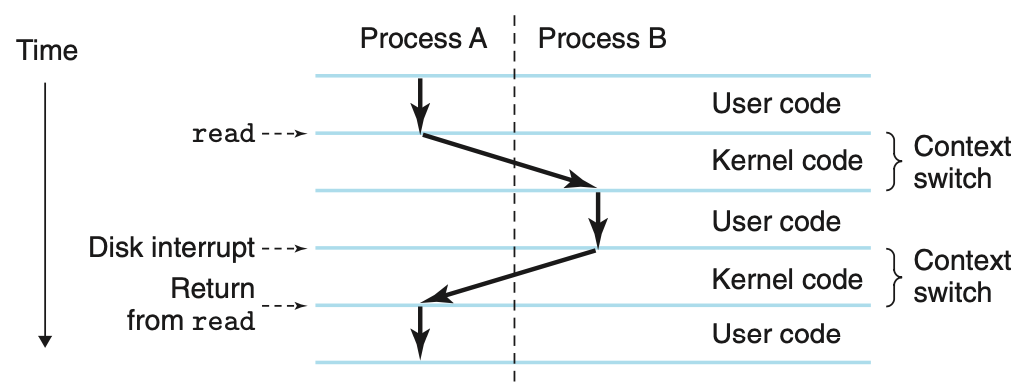 Process A
Process B
Time
User code
read
Kernel code
Context
switch
User code
Disk interrupt
Kernel code
Context
switch
Return
from read
User code